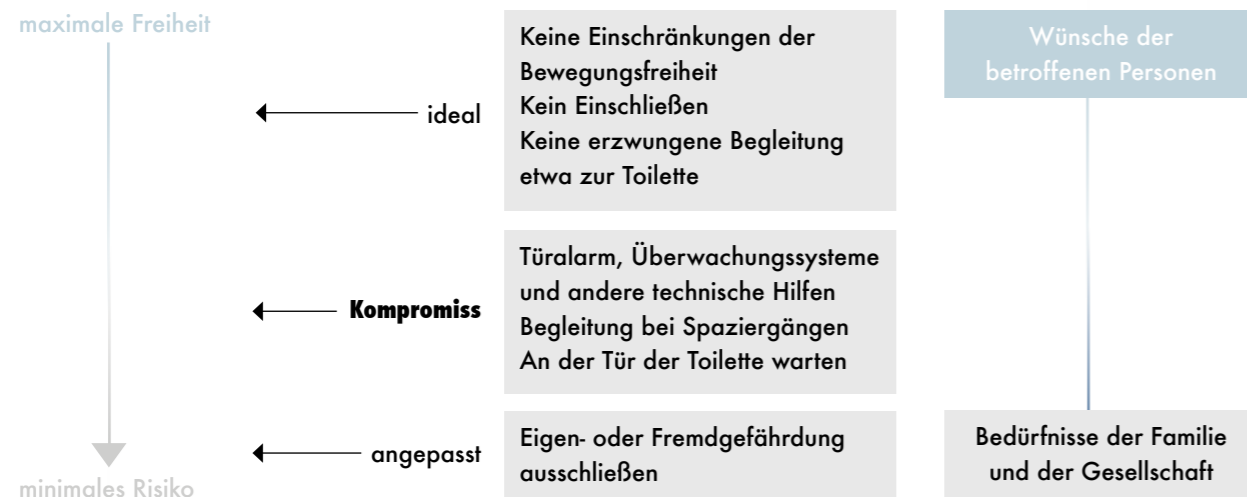 maximale Freiheit
ideal
Keine Einschränkungen der
Bewegungsfreiheit
Kein Einschließen
Keine erzwungene Begleitung
etwa zur Toilette
Wünsche der
betroffenen Personen
Kompromiss
Türalarm, Überwachungssysteme
und andere technische Hilfen
Begleitung bei Spaziergängen
An der Tür der Toilette warten
angepasst
Eigen- oder Fremdgefährdung
ausschließen
Bedürfnisse der Familie
und der Gesellschaft
minimales Risiko